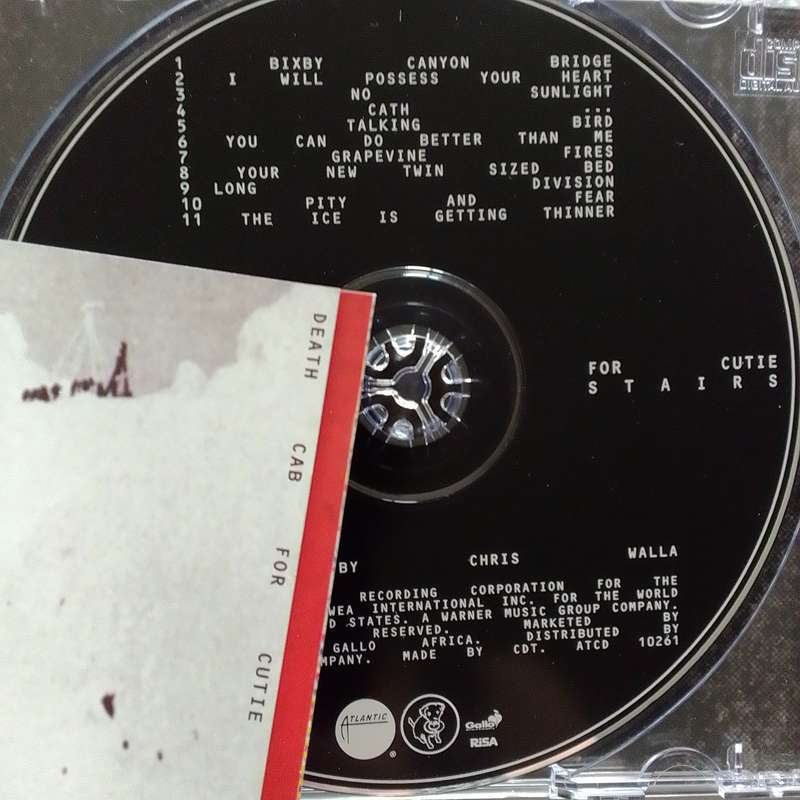 1 BIXBY CANYON BRIDGE
2 I WILL POSSESS YOUR HEART
3 NO SUNLIGHT
4 CATH ...
5 TALKING BIRD
6 YOU CAN DO BETTER THAN ME
7 GRAPEVINE FIRES
8 YOUR NEW TWIN SIZED BED
9 LONG DIVISION
10 PITY AND FEAR
11 THE ICE IS GETTING THINNER
DEATH CAB FOR CUTIE
FOR CUTIE
STAIRS
BY CHRIS WALLA
RECORDING CORPORATION FOR THE
WEA INTERNATIONAL INC. FOR THE WORLD
D STATES. A WARNER MUSIC GROUP COMPANY.
RESERVED. MARKETED BY
GALLO AFRICA. DISTRIBUTED BY
MPANY. MADE BY CDT. ATCD 10261
ATLANTIC
®
Gallo
RiSA
DIGITAL AU